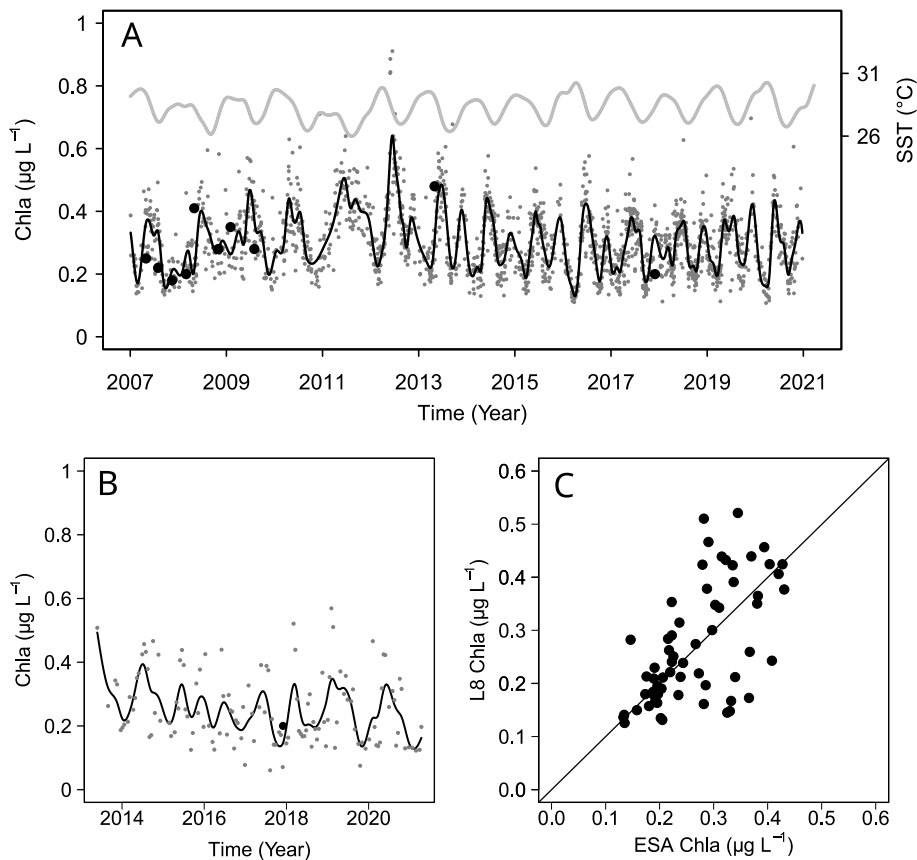 A
1
0.8
0.6
0.4
0.2
0
Chla (µg L⁻¹)
31
26
SST (°C)
2007 2009 2011 2013 2015 2017 2019 2021
Time (Year)
B
1
0.8
0.6
0.4
0.2
0
Chla (µg L⁻¹)
2014 2016 2018 2020
Time (Year)
C
0.6
0.5
0.4
0.3
0.2
0.1
0.0
L8 Chla (µg L⁻¹)
0.0 0.1 0.2 0.3 0.4 0.5 0.6
ESA Chla (µg L⁻¹)